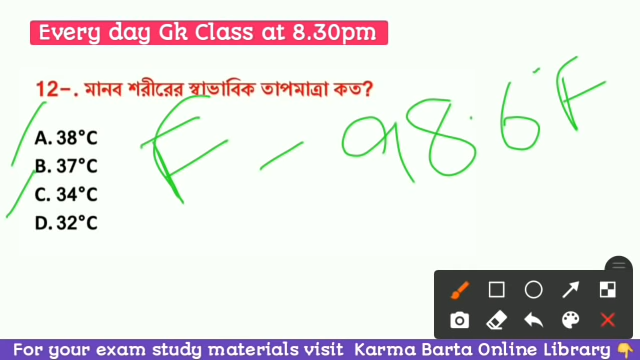 Every day Gk Class at 8.30pm
12-. মানব শরীরের স্বাভাবিক তাপমাত্রা কত?
A. 38°C
B. 37°C
C. 34°C
D. 32°C
F - 98.6°F
For your exam study materials visit Karma Barta Online Library 👇